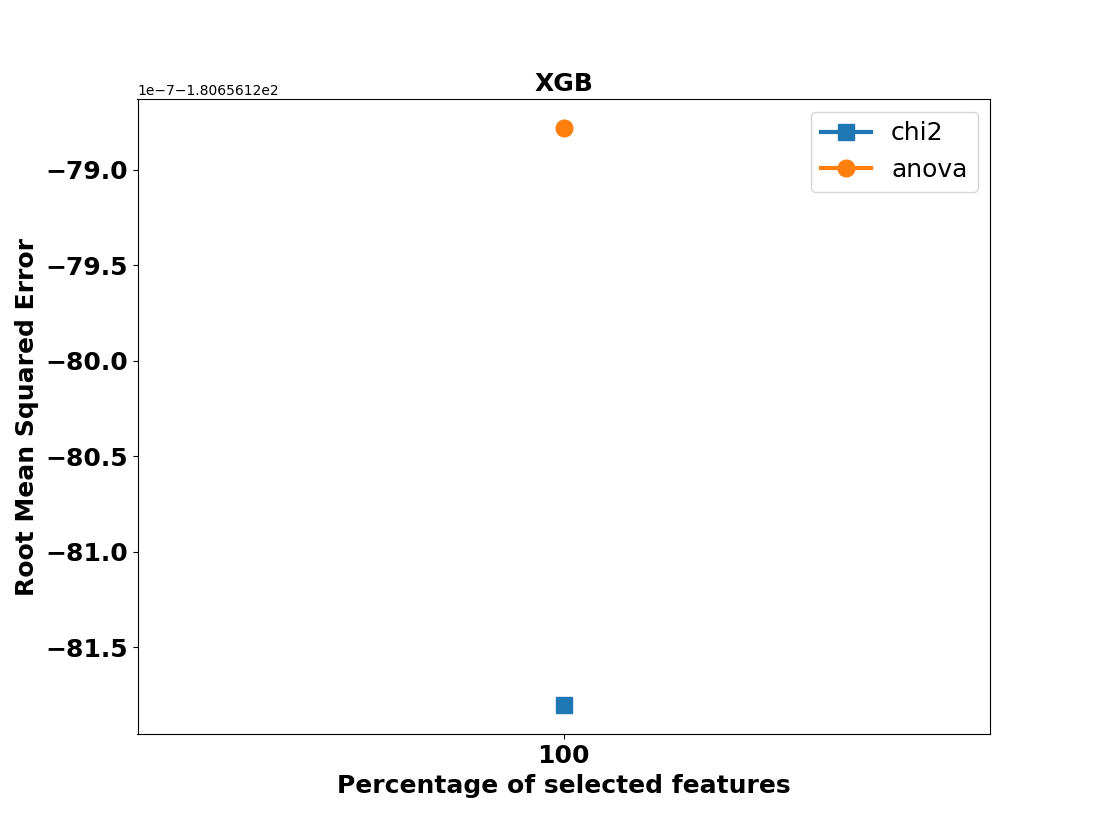 XGB
1e−7−1.8065612e2
chi2
anova
−79.0
−79.5
−80.0
−80.5
−81.0
−81.5
Root Mean Squared Error
100
Percentage of selected features